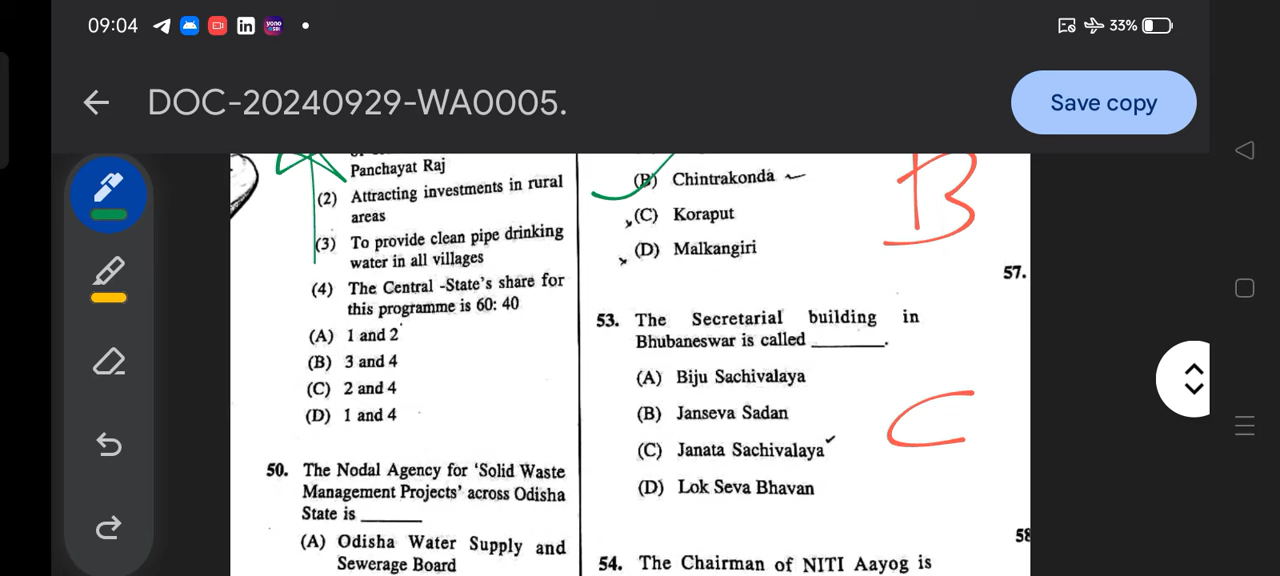 09:04
33%
DOC-20240929-WA0005.
Save copy
Panchayat Raj
(2) Attracting investments in rural
areas
(3) To provide clean pipe drinking
water in all villages
(4) The Central -State's share for
this programme is 60: 40
(A) 1 and 2
(B) 3 and 4
(C) 2 and 4
(D) 1 and 4
50. The Nodal Agency for 'Solid Waste
Management Projects' across Odisha
State is ______
(A) Odisha Water Supply and
Sewerage Board
(B) Chintrakonda
(C) Koraput
(D) Malkangiri
B
53. The Secretarial building in
Bhubaneswar is called ______.
(A) Biju Sachivalaya
(B) Janseva Sadan
(C) Janata Sachivalaya
(D) Lok Seva Bhavan
C
54. The Chairman of NITI Aayog is
57.
58